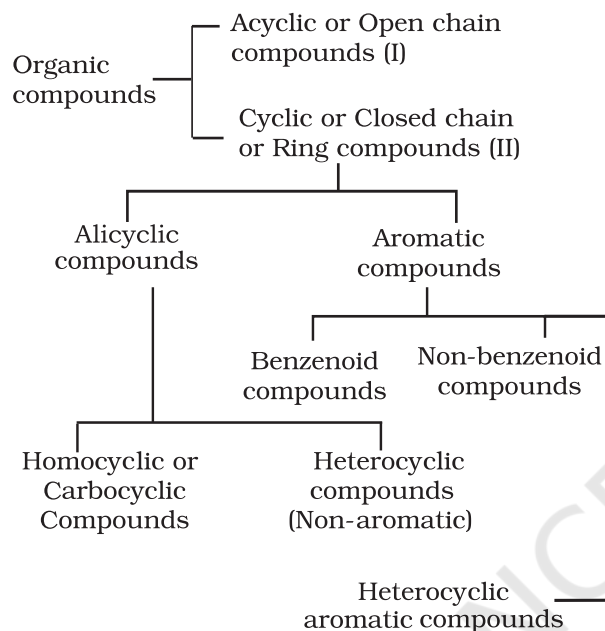 Acyclic or Open chain
compounds (I)
Organic
compounds
Cyclic or Closed chain
or Ring compounds (II)
Alicyclic
compounds
Aromatic
compounds
Benzenoid
compounds
Non-benzenoid
compounds
Homocyclic or
Carbocyclic
Compounds
Heterocyclic
compounds
(Non-aromatic)
Heterocyclic
aromatic compounds